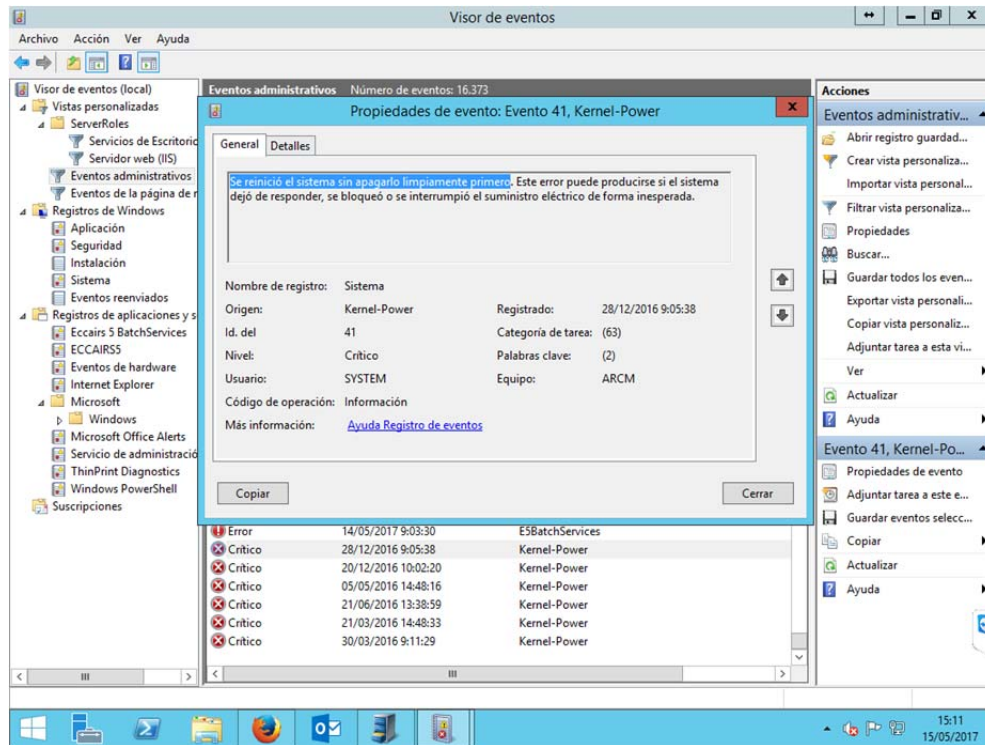 Visor de eventos
Archivo Acción Ver Ayuda
Visor de eventos (local)
Vistas personalizadas
ServerRoles
Servicios de Escritorio
Servidor web (IIS)
Eventos administrativos
Eventos de la página de r
Registros de Windows
Aplicación
Seguridad
Instalación
Sistema
Eventos reenviados
Registros de aplicaciones y s
Eccairs 5 BatchServices
ECCAIRS5
Eventos de hardware
Internet Explorer
Microsoft
Windows
Microsoft Office Alerts
Servicio de administració
ThinPrint Diagnostics
Windows PowerShell
Suscripciones
Eventos administrativos Número de eventos: 16.373
Propiedades de evento: Evento 41, Kernel-Power
General Detalles
Se reinició el sistema sin apagarlo limpiamente primero. Este error puede producirse si el sistema
dejó de responder, se bloqueó o se interrumpió el suministro eléctrico de forma inesperada.
Nombre de registro: Sistema
Origen: Kernel-Power Registrado: 28/12/2016 9:05:38
Id. del 41 Categoría de tarea: (63)
Nivel: Crítico Palabras clave: (2)
Usuario: SYSTEM Equipo: ARCM
Código de operación: Información
Más información: Ayuda Registro de eventos
Copiar Cerrar
Error 14/05/2017 9:03:30 E5BatchServices
Crítico 28/12/2016 9:05:38 Kernel-Power
Crítico 20/12/2016 10:02:20 Kernel-Power
Crítico 05/05/2016 14:48:16 Kernel-Power
Crítico 21/06/2016 13:38:59 Kernel-Power
Crítico 21/03/2016 14:48:33 Kernel-Power
Crítico 30/03/2016 9:11:29 Kernel-Power
Acciones
Eventos administrativ...
Abrir registro guardad...
Crear vista personaliza...
Importar vista personal...
Filtrar vista personaliza...
Propiedades
Buscar...
Guardar todos los even...
Exportar vista personali...
Copiar vista personaliz...
Adjuntar tarea a esta vi...
Ver
Actualizar
Ayuda
Evento 41, Kernel-Po...
Propiedades de evento
Adjuntar tarea a este e...
Guardar eventos selecc...
Copiar
Actualizar
Ayuda
15:11
15/05/2017